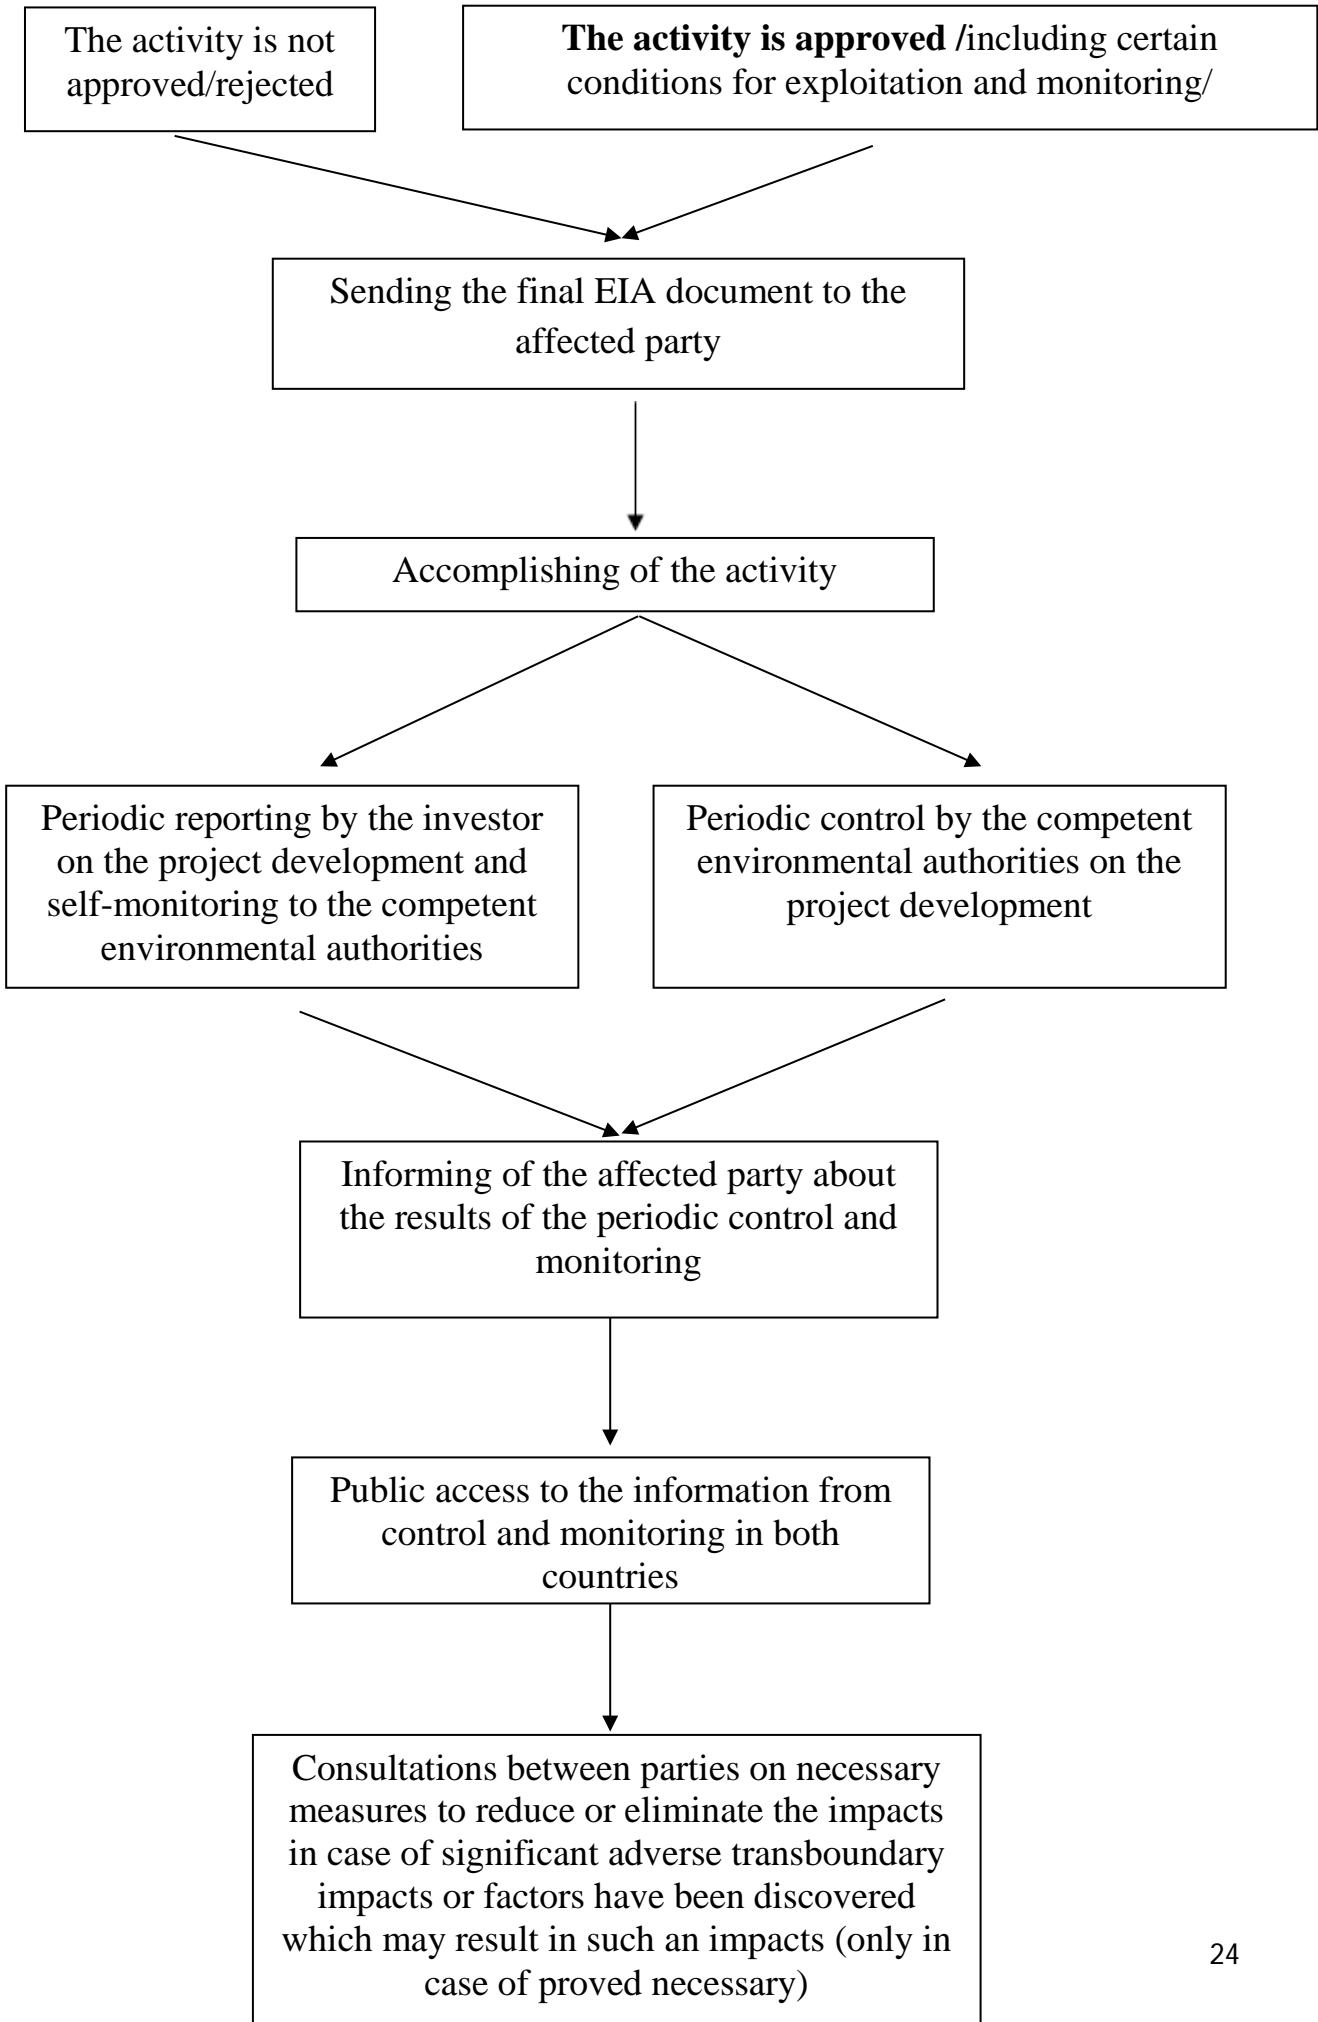 The activity is not
approved/rejected
The activity is approved /including certain
conditions for exploitation and monitoring/
Sending the final EIA document to the
affected party
Accomplishing of the activity
Periodic reporting by the investor
on the project development and
self-monitoring to the competent
environmental authorities
Periodic control by the competent
environmental authorities on the
project development
Informing of the affected party about
the results of the periodic control and
monitoring
Public access to the information from
control and monitoring in both
countries
Consultations between parties on necessary
measures to reduce or eliminate the impacts
in case of significant adverse transboundary
impacts or factors have been discovered
which may result in such an impacts (only in
case of proved necessary)
24